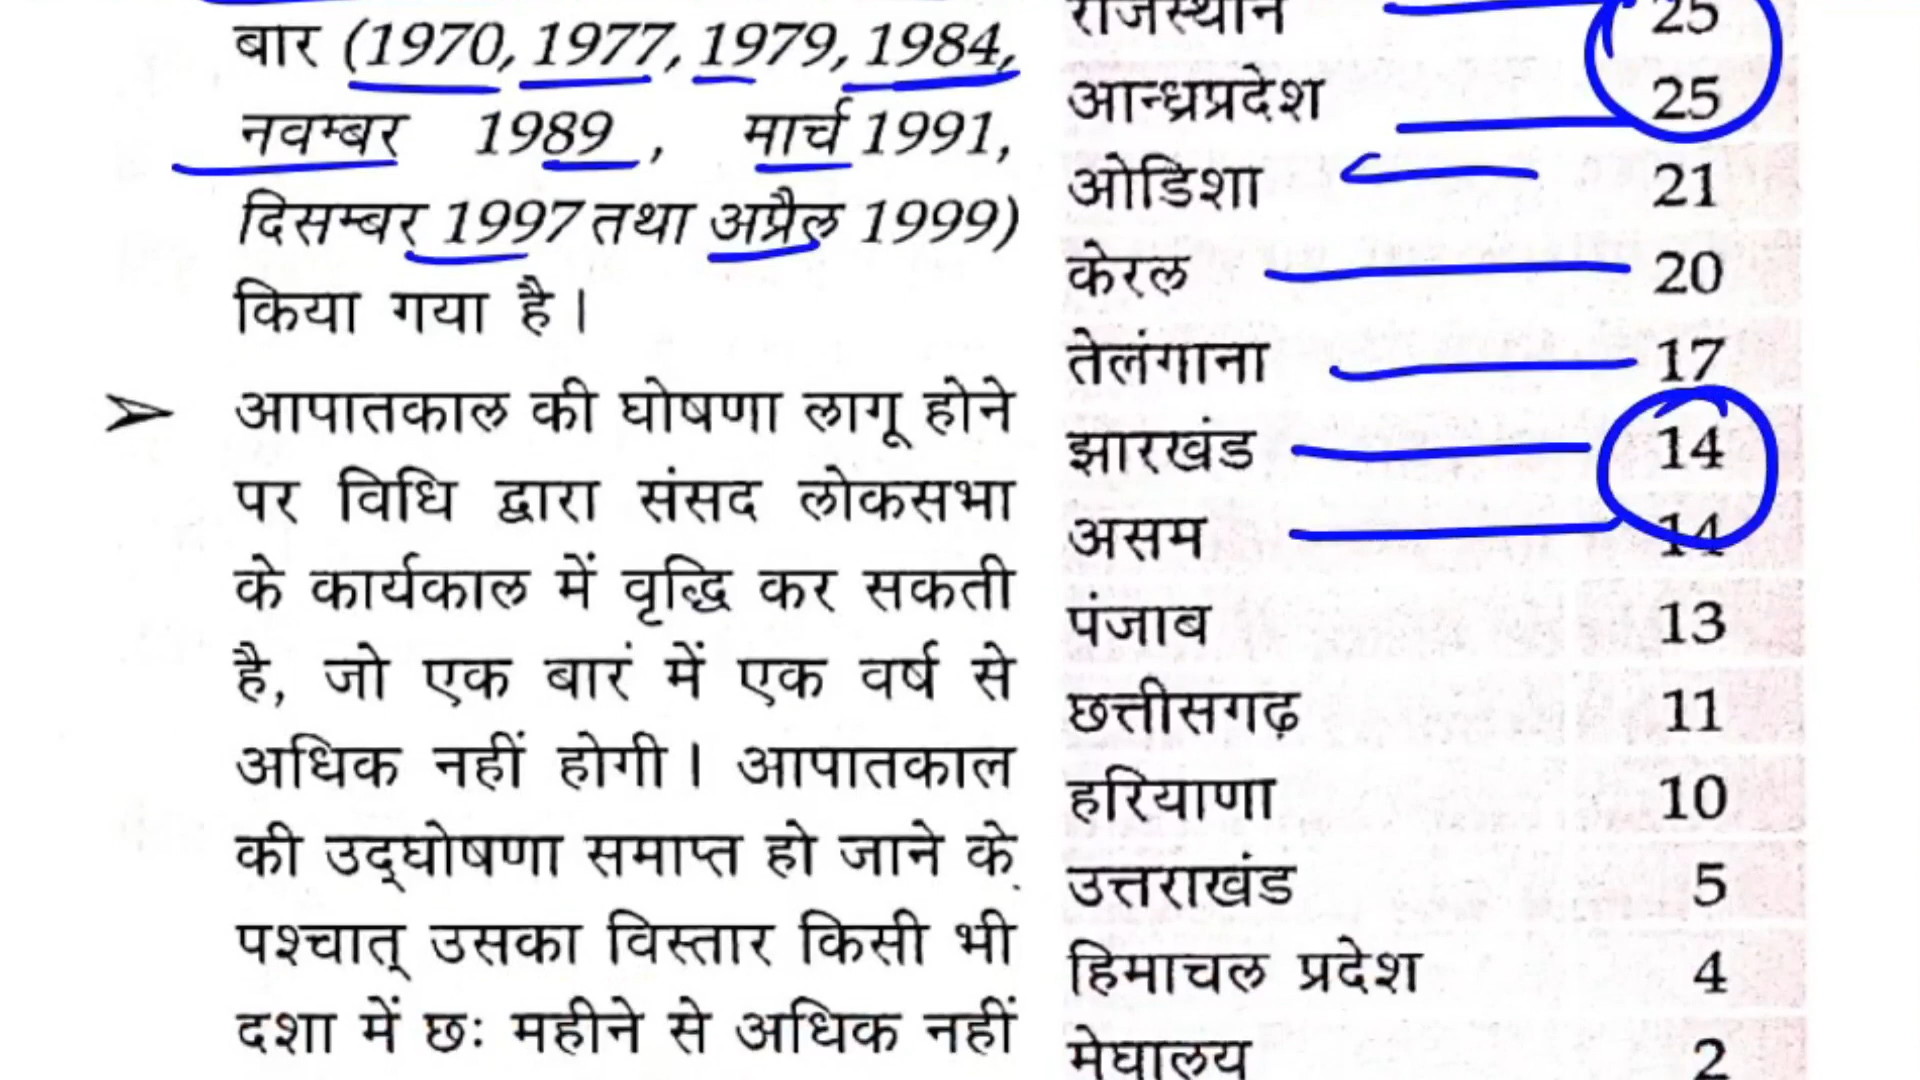 बार (1970, 1977, 1979, 1984,
नवम्बर 1989 , मार्च 1991,
दिसम्बर 1997 तथा अप्रैल 1999)
किया गया है।
➢ आपातकाल की घोषणा लागू होने
पर विधि द्वारा संसद लोकसभा
के कार्यकाल में वृद्धि कर सकती
है, जो एक बारं में एक वर्ष से
अधिक नहीं होगी। आपातकाल
की उद्घोषणा समाप्त हो जाने के
पश्चात् उसका विस्तार किसी भी
दशा में छः महीने से अधिक नहीं
राजस्थान 25
आन्ध्रप्रदेश 25
ओडिशा 21
केरल 20
तेलंगाना 17
झारखंड 14
असम 14
पंजाब 13
छत्तीसगढ़ 11
हरियाणा 10
उत्तराखंड 5
हिमाचल प्रदेश 4
मेघालय 2